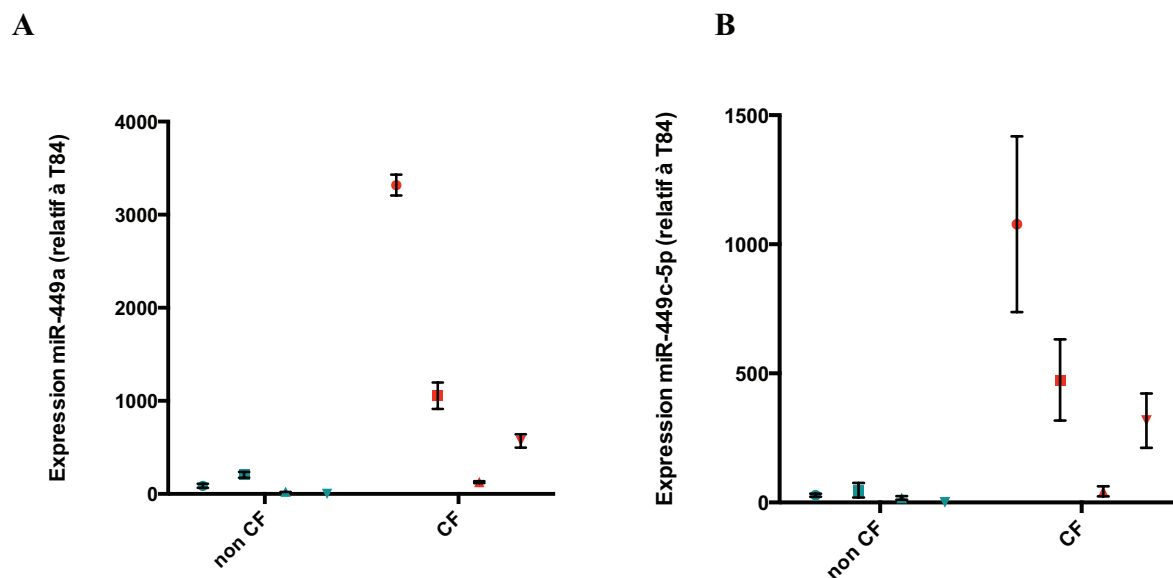 A
B
Expression miR-449a (relatif à T84)
4000
3000
2000
1000
0
non CF
CF
Expression miR-449c-5p (relatif à T84)
1500
1000
500
0
non CF
CF